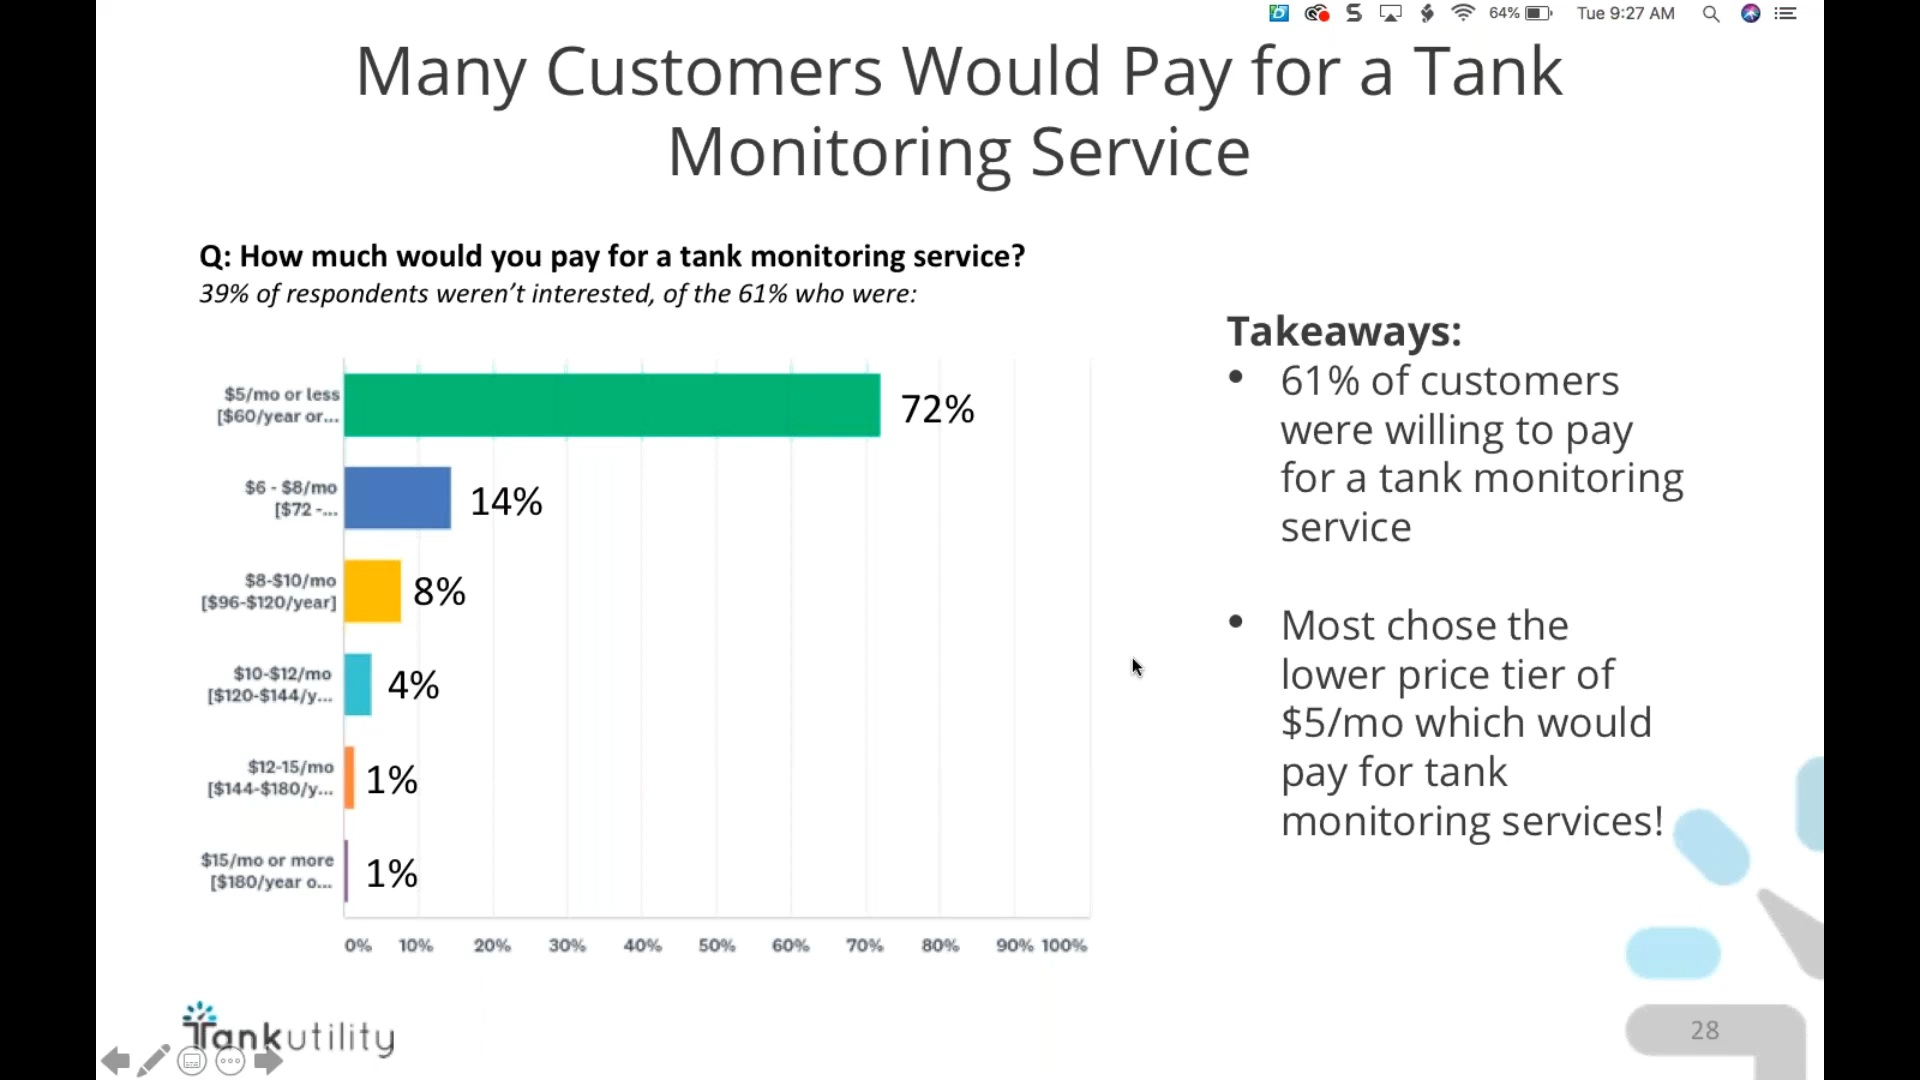 64%
Tue 9:27 AM
Many Customers Would Pay for a Tank
Monitoring Service
Q: How much would you pay for a tank monitoring service?
39% of respondents weren't interested, of the 61% who were:
$5/mo or less
[$60/year or...
72%
$6 - $8/mo
[$72 -...
14%
$8-$10/mo
[$96-$120/year]
8%
$10-$12/mo
[$120-$144/y...
4%
$12-15/mo
[$144-$180/y...
1%
$15/mo or more
[$180/year o...
1%
0% 10% 20% 30% 40% 50% 60% 70% 80% 90% 100%
Takeaways:
• 61% of customers
were willing to pay
for a tank monitoring
service
• Most chose the
lower price tier of
$5/mo which would
pay for tank
monitoring services!
Tankutility
28